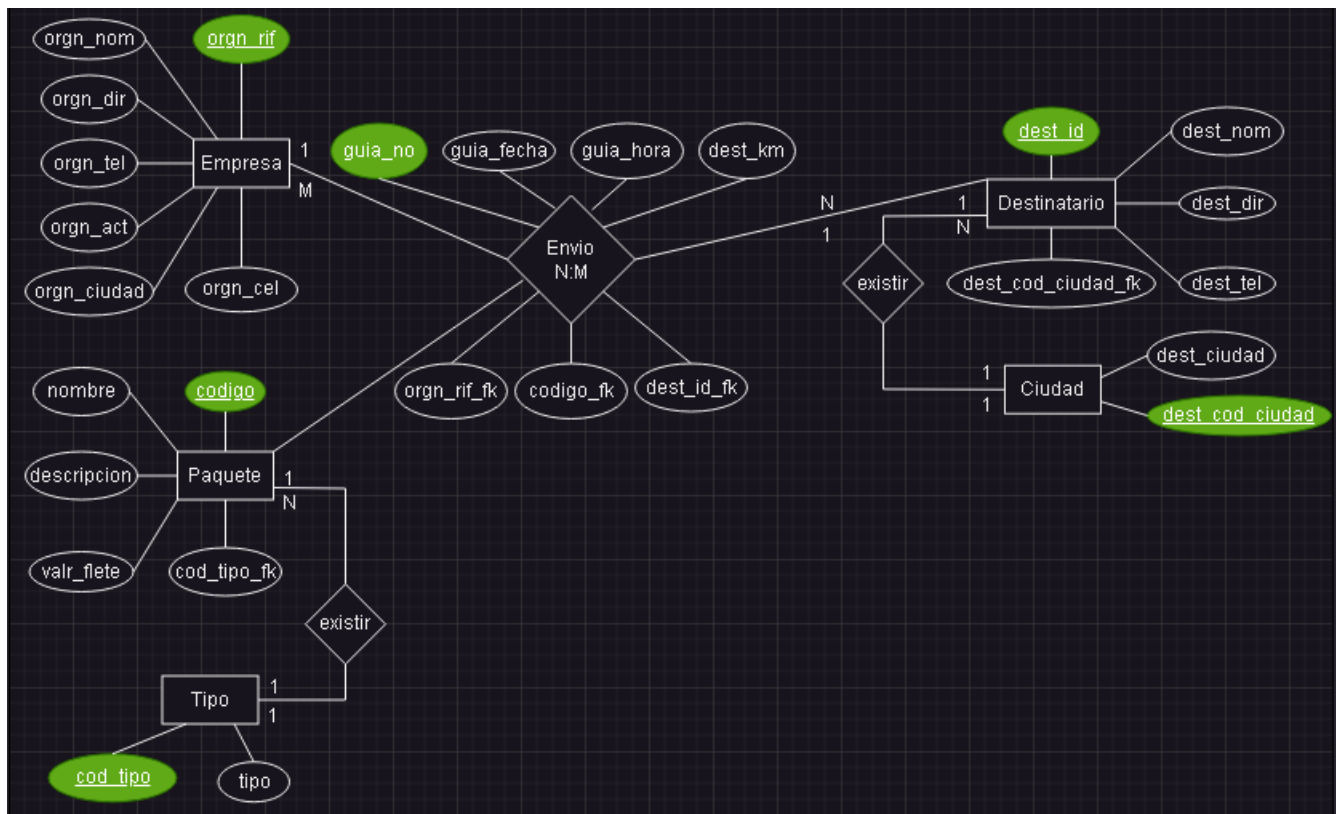 orgn_nom
orgn_rif
orgn_dir
orgn_tel
orgn_act
orgn_ciudad
orgn_cel
Empresa
1
M
guia_no
guia_fecha
guia_hora
dest_km
Envio
N:M
orgn_rif_fk
codigo_fk
dest_id_fk
N
1
dest_id
dest_nom
Destinatario
dest_dir
dest_tel
dest_cod_ciudad_fk
1
N
existir
1
1
Ciudad
dest_ciudad
dest_cod_ciudad
nombre
codigo
descripcion
Paquete
valr_flete
cod_tipo_fk
1
N
existir
Tipo
1
1
cod_tipo
tipo